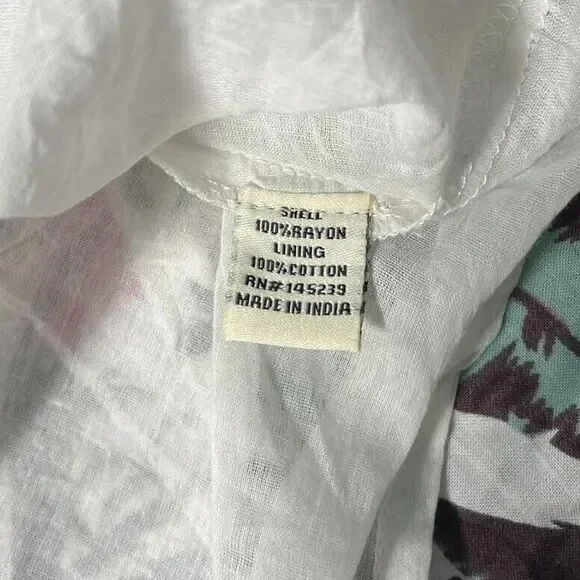 SHELL
100%RAYON
LINING
100%COTTON
RN#145239
MADE IN INDIA